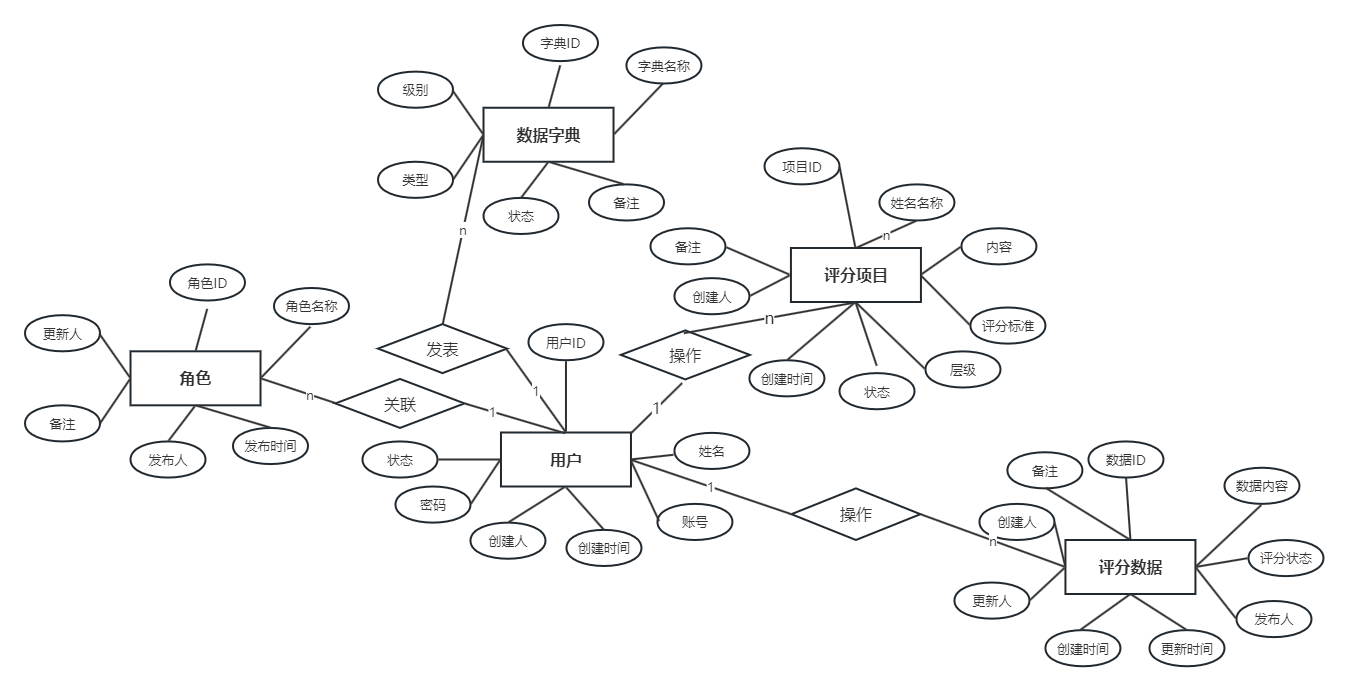 字典ID
字典名称
级别
数据字典
类型
状态
备注
n
项目ID
姓名名称
n
备注
内容
评分项目
创建人
评分标准
n
角色ID
角色名称
更新人
角色
备注
发布人
发布时间
发表
用户ID
操作
创建时间
状态
层级
n
关联
1
1
1
用户
状态
姓名
密码
1
账号
创建人
创建时间
操作
n
备注
数据ID
数据内容
创建人
评分数据
评分状态
更新人
发布人
创建时间
更新时间